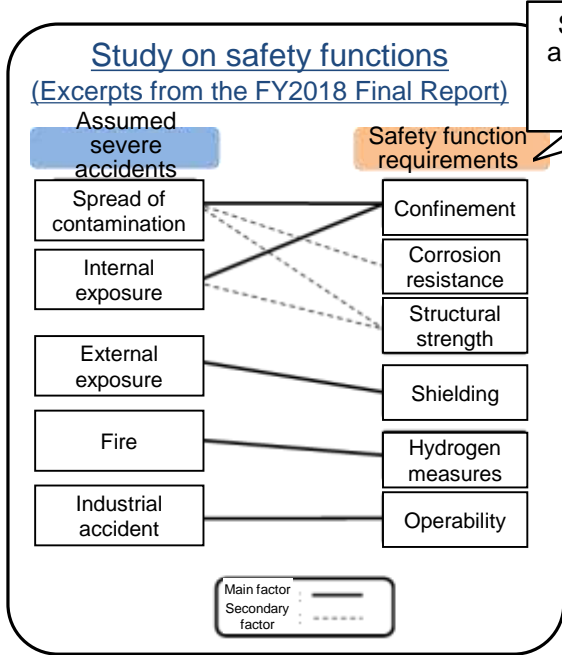 Study on safety functions
(Excerpts from the FY2018 Final Report)
Assumed
severe
accidents
Safety function
requirements
Spread of
contamination
Internal
exposure
External
exposure
Fire
Industrial
accident
Confinement
Corrosion
resistance
Structural
strength
Shielding
Hydrogen
measures
Operability
Main factor
Secondary
factor